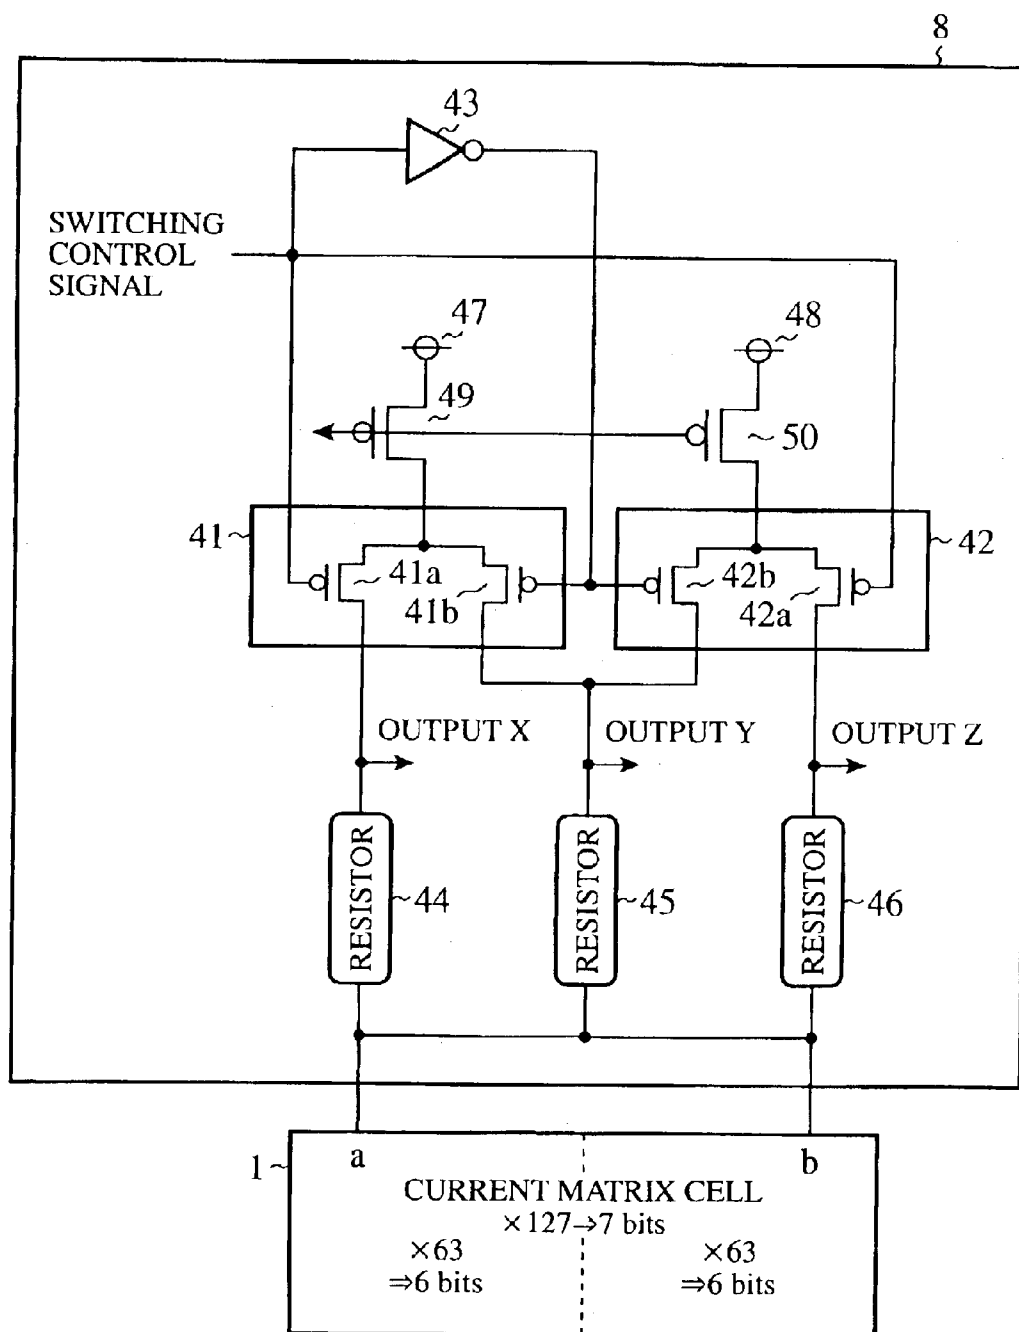 8
43
SWITCHING
CONTROL
SIGNAL
47
48
49
50
41
41a
41b
42b
42a
42
OUTPUT X
OUTPUT Y
OUTPUT Z
RESISTOR
44
RESISTOR
45
RESISTOR
46
1
a
b
CURRENT MATRIX CELL
×127→7 bits
×63
⇒6 bits
×63
⇒6 bits